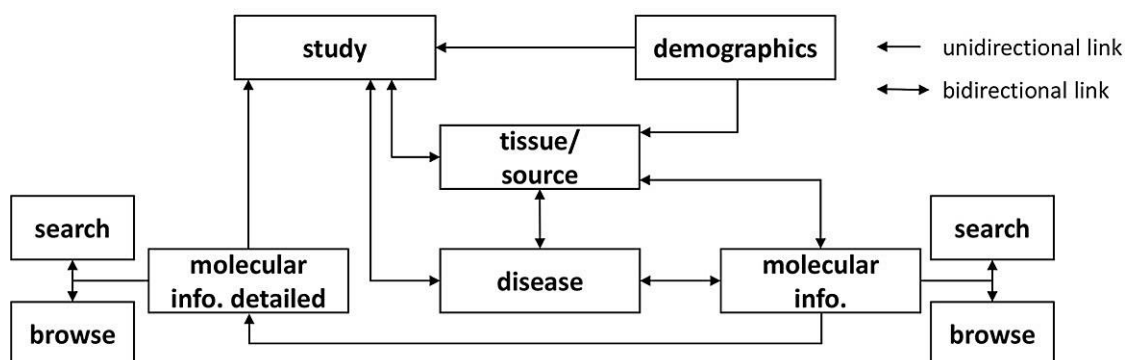 study
demographics
unidirectional link
bidirectional link
tissue/
source
search
molecular
info. detailed
browse
disease
molecular
info.
search
browse